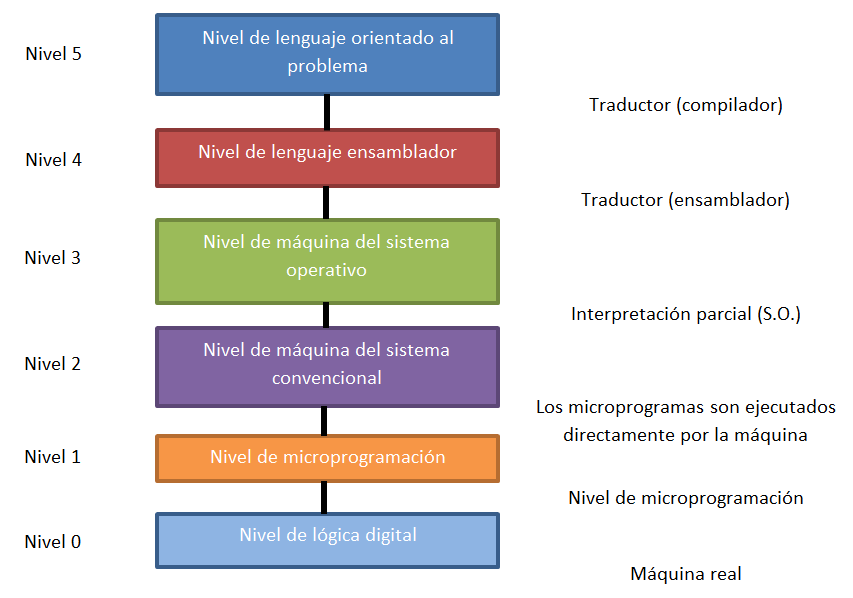 Nivel 5
Nivel de lenguaje orientado al
problema
Traductor (compilador)
Nivel 4
Nivel de lenguaje ensamblador
Traductor (ensamblador)
Nivel 3
Nivel de máquina del sistema
operativo
Interpretación parcial (S.O.)
Nivel 2
Nivel de máquina del sistema
convencional
Los microprogramas son ejecutados
directamente por la máquina
Nivel 1
Nivel de microprogramación
Nivel de microprogramación
Nivel 0
Nivel de lógica digital
Máquina real